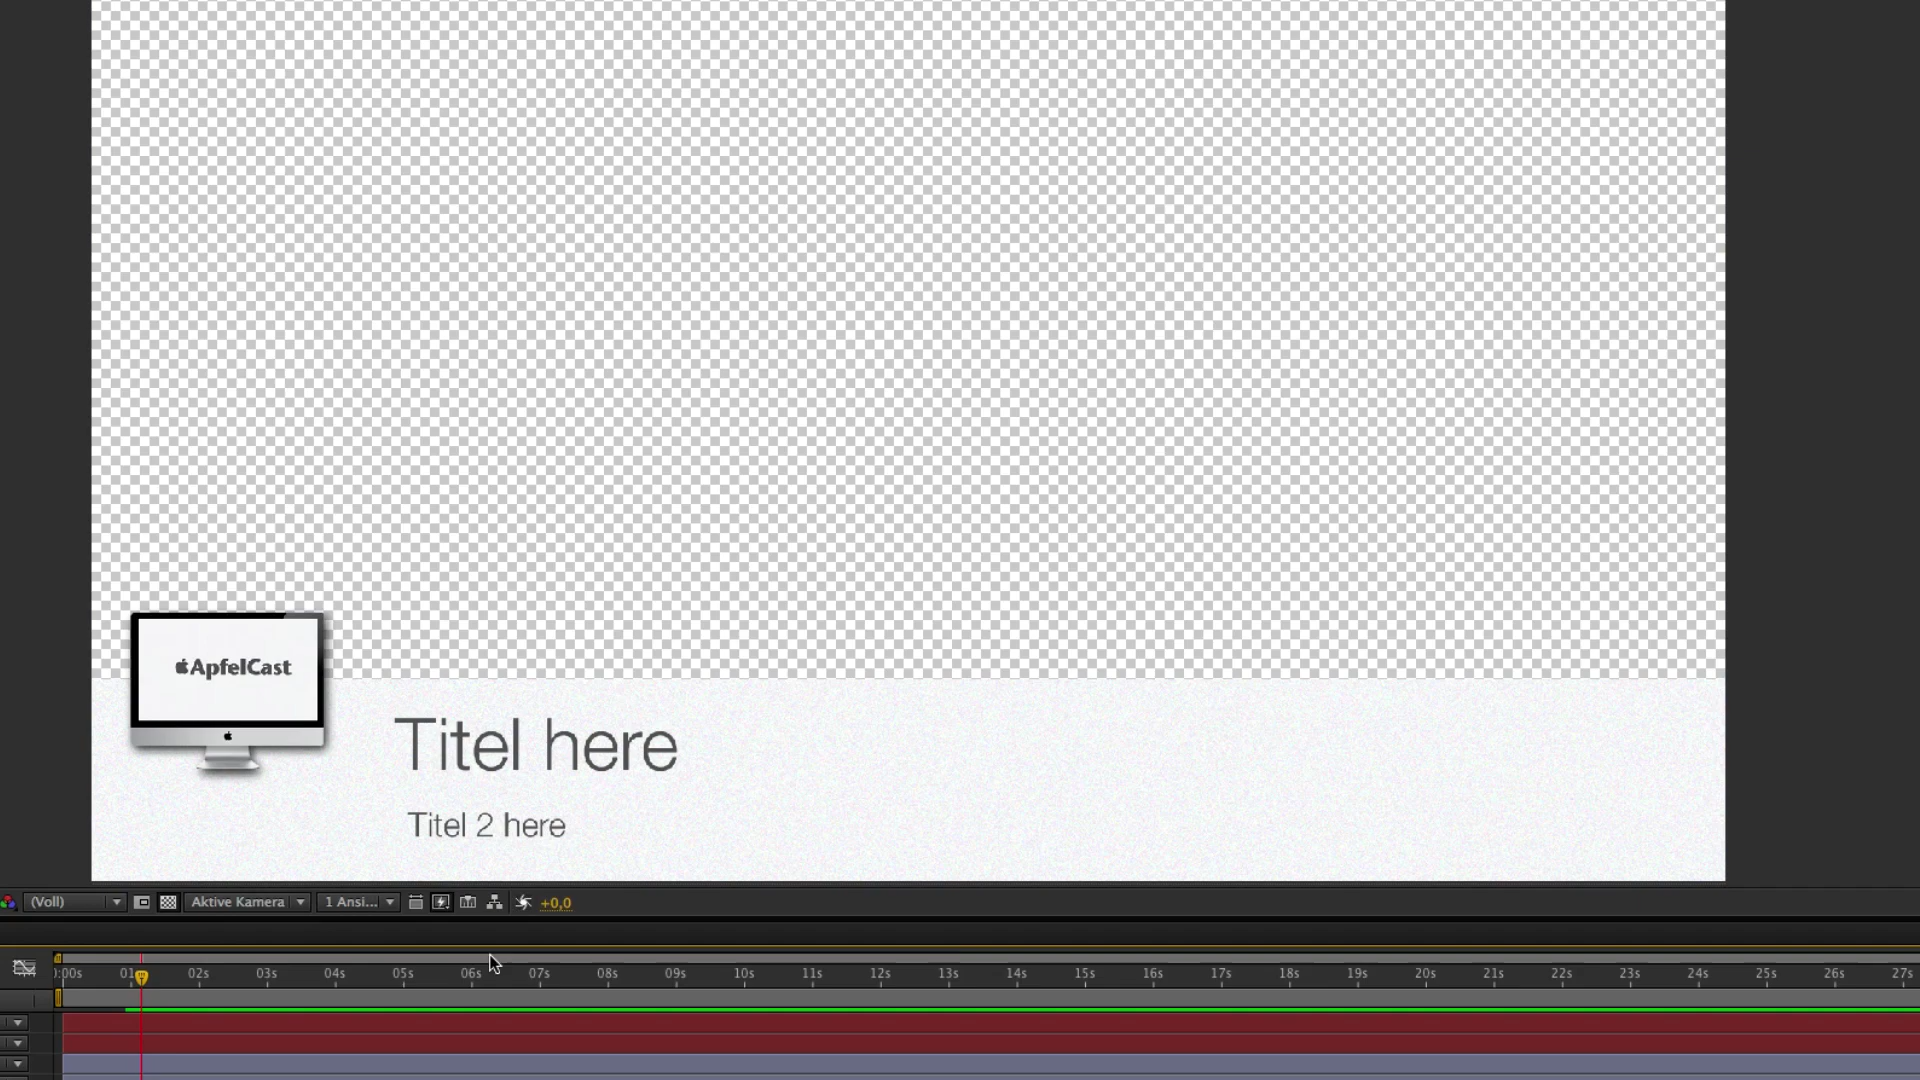 ApfelCast
Titel here
Titel 2 here
(Voll) Aktive Kamera 1 Ansi... +0,0
:00s 01 02s 03s 04s 05s 06s 07s 08s 09s 10s 11s 12s 13s 14s 15s 16s 17s 18s 19s 20s 21s 22s 23s 24s 25s 26s 27s